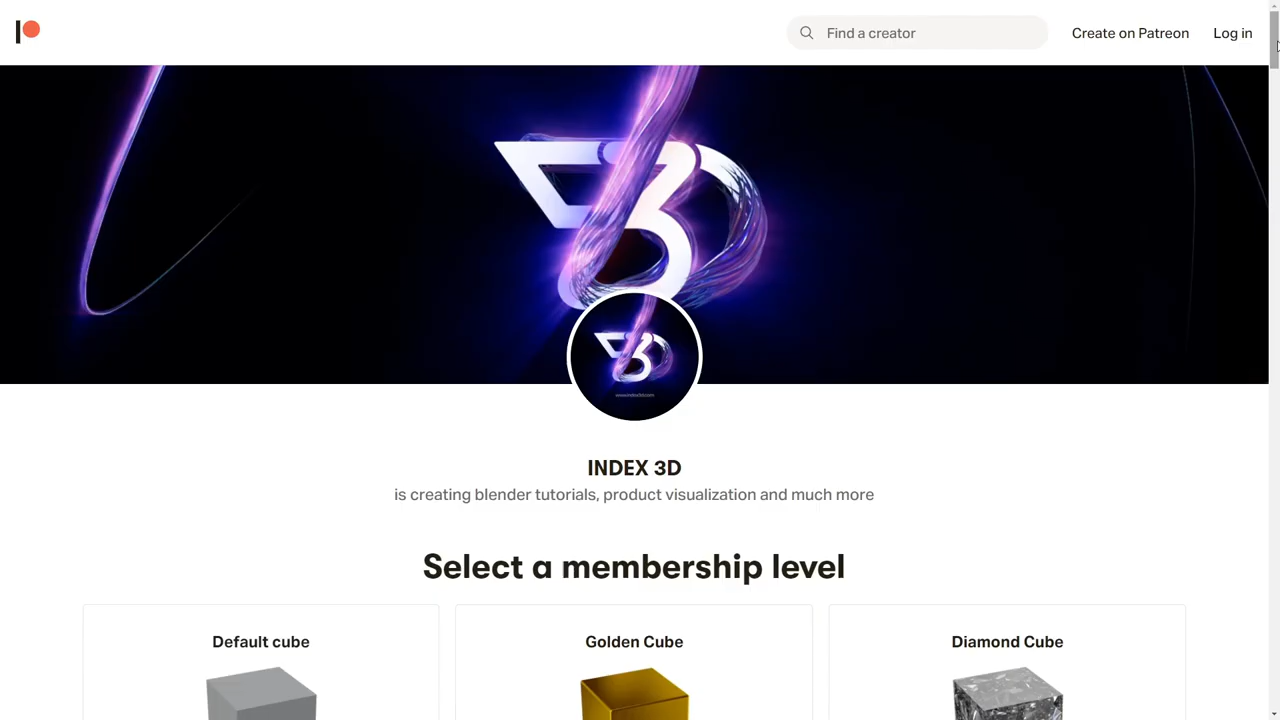 Find a creator
Create on Patreon
Log in
INDEX 3D
is creating blender tutorials, product visualization and much more
Select a membership level
Default cube
Golden Cube
Diamond Cube